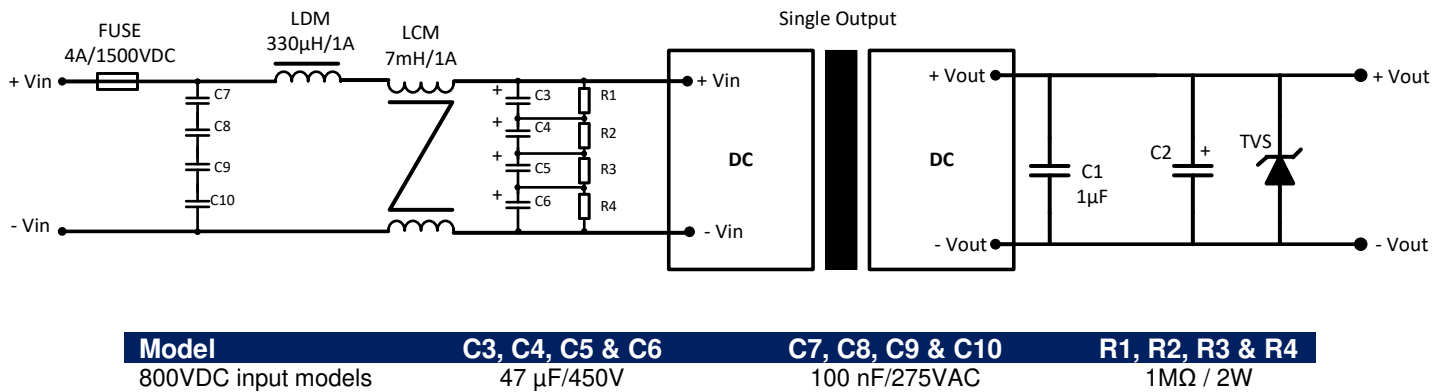 Single Output
FUSE
4A/1500VDC
LDM
330µH/1A
LCM
7mH/1A
+ Vin
- Vin
C7
C8
C9
C10
+
C3
+
C4
+
C5
+
C6
R1
R2
R3
R4
+ Vin
DC
- Vin
+ Vout
DC
- Vout
C1
1µF
C2
+
TVS
+ Vout
- Vout
Model C3, C4, C5 & C6 C7, C8, C9 & C10 R1, R2, R3 & R4
800VDC input models 47 µF/450V 100 nF/275VAC 1MΩ / 2W